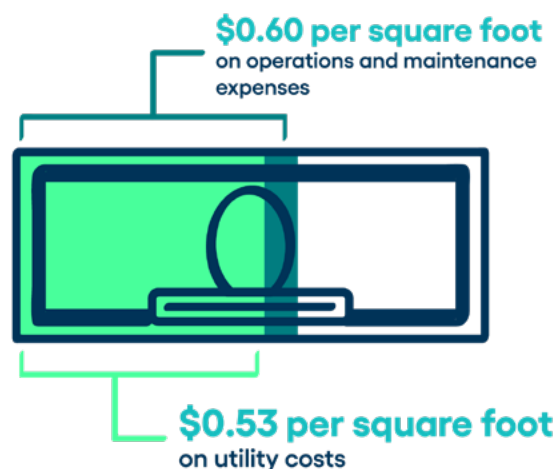 $0.60 per square foot
on operations and maintenance
expenses
$0.53 per square foot
on utility costs